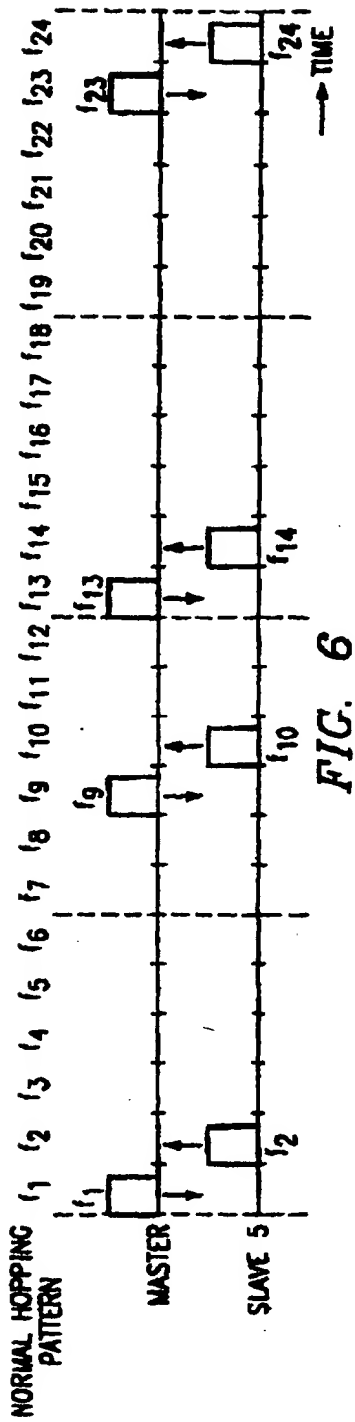 NORMAL HOPPING PATTERN
f1 f2 f3 f4 f5 f6 f7 f8 f9 f10 f11 f12 f13 f14 f15 f16 f17 f18 f19 f20 f21 f22 f23 f24
f1 f9 f13 f23
MASTER
SLAVE 5
f2 f10 f14 f24
TIME
FIG. 6